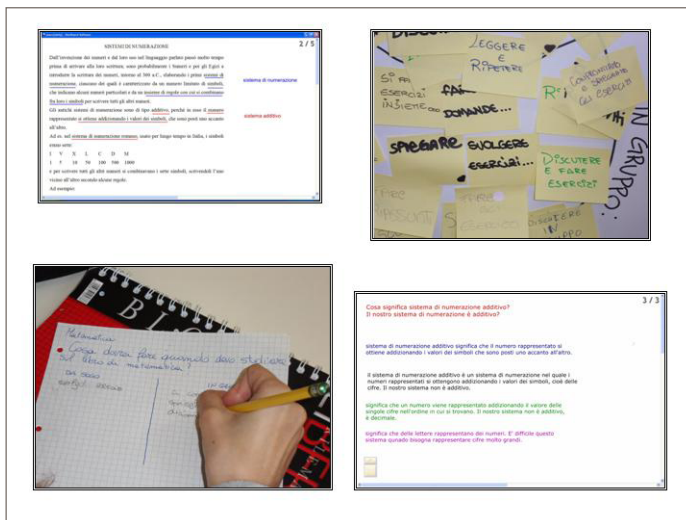 2 / 5
SISTEMI DI NUMERAZIONE
Dall'invenzione dei numeri e dal loro uso nel linguaggio parlato passò molto tempo
prima di arrivare alla loro scrittura, sono probabilmente i Sumeri e per gli Egizi a
introdurre la scrittura dei numeri, intorno al 500 a.C., elaborando i primi sistemi di
numerazione, ciascuno dei quali è caratterizzato da un numero limitato di simboli,
che indicano alcuni numeri particolari e da un insieme di regole con cui si combinano
fra loro i simboli per scrivere tutti gli altri numeri.
Gli antichi sistemi di numerazione sono di tipo additivo, perché in essi il numero
rappresentato si ottiene addizionando i valori dei simboli, che sono posti uno accanto
all'altro.
Ad es. nel sistema di numerazione romano, usato per lungo tempo in Italia, i simboli
erano sette:
I V X L C D M
1 5 10 50 100 500 1000
e per scrivere tutti gli altri numeri si combinavano i sette simboli, scrivendoli l'uno
vicino all'altro secondo alcune regole.
Ad esempio:
sistema di numerazione
sistema additivo
LEGGERE
E
RIPETERE
SI FA
ESERCIZI
INSIEME...
FAI
DOMANDE...
CONFRONTARSI
E SPIEGARE
GLI ESERCIZI
SPIEGARE
SVOLGERE
ESERCIZI...
DISCUTERE
E FARE
ESERCIZI
DISCUTERE
IN
IN GRUPPO:
Matematica
Cosa devo fare quando devo studiare
sul libro di matematica?
3 / 3
Cosa significa sistema di numerazione additivo?
Il nostro sistema di numerazione è additivo?
sistema di numerazione additivo significa che il numero rappresentato si
ottiene addizionando i valori dei simboli che sono posti uno accanto all'altro.
il sistema di numerazione additivo è un sistema di numerazione nel quale i
numeri rappresentati si ottengono addizionando i valori dei simboli, cioè delle
cifre. Il nostro sistema non è additivo.
significa che un numero viene rappresentato addizionando il valore delle
singole cifre nell'ordine in cui si trovano. Il nostro sistema non è additivo,
è decimale.
significa che delle lettere rappresentano dei numeri. E' difficile questo
sistema qunado bisogna rappresentare cifre molto grandi.